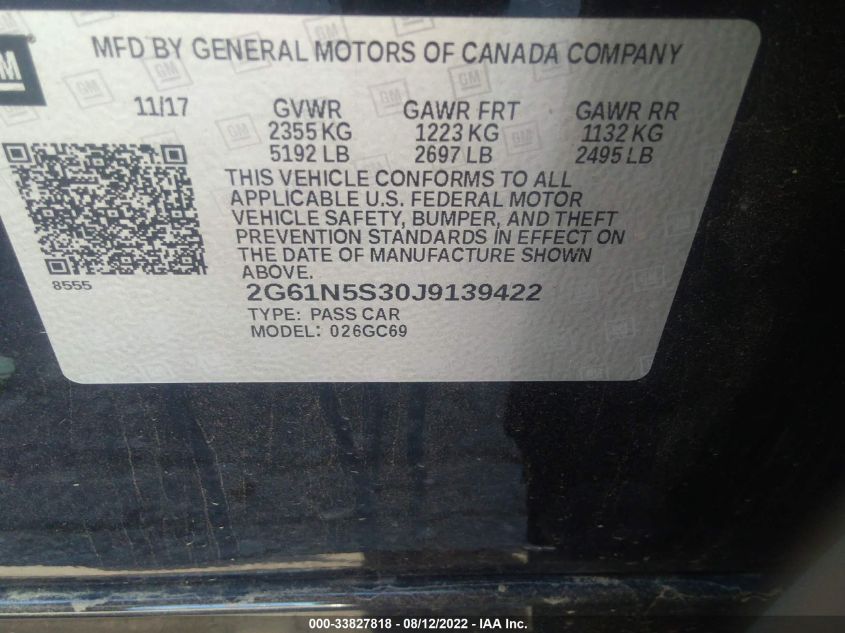 GM
MFD BY GENERAL MOTORS OF CANADA COMPANY
11/17 GVWR GAWR FRT GAWR RR
2355 KG 1223 KG 1132 KG
5192 LB 2697 LB 2495 LB
THIS VEHICLE CONFORMS TO ALL
APPLICABLE U.S. FEDERAL MOTOR
VEHICLE SAFETY, BUMPER, AND THEFT
PREVENTION STANDARDS IN EFFECT ON
THE DATE OF MANUFACTURE SHOWN
ABOVE.
8555
2G61N5S30J9139422
TYPE: PASS CAR
MODEL: 026GC69
000-33827818 - 08/12/2022 - IAA Inc.